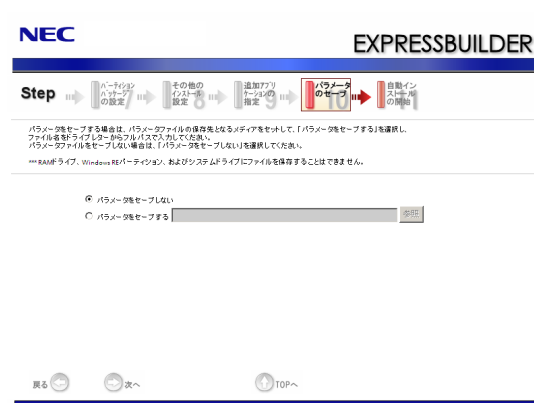 NEC
EXPRESSBUILDER
Step
パーティション
パッケージ
の設定
7
その他の
インストール
設定
8
追加アプリ
ケーションの
指定
9
パラメータ
のセーブ
10
自動イン
ストール
の開始
11
パラメータをセーブする場合は、パラメータファイルの保存先となるメディアをセットして、「パラメータをセーブする」を選択し、
ファイル名をドライブレターからフルパスで入力してください。
パラメータファイルをセーブしない場合は、「パラメータをセーブしない」を選択してください。
***RAMドライブ、Windows REパーティション、およびシステムドライブにファイルを保存することはできません。
パラメータをセーブしない
パラメータをセーブする
参照
戻る
次へ
TOPへ